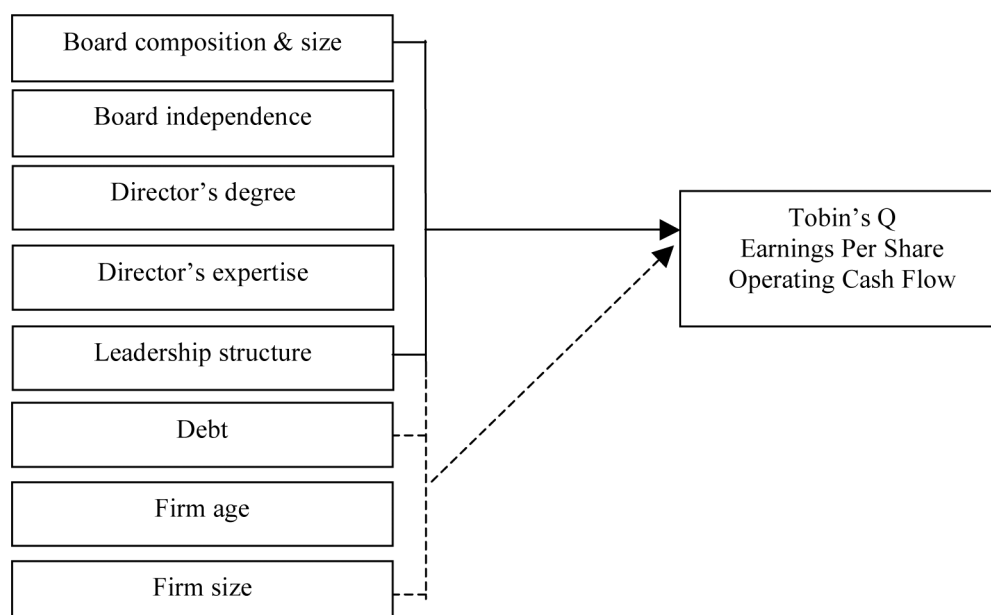 Board composition & size
Board independence
Director’s degree
Director’s expertise
Leadership structure
Debt
Firm age
Firm size
Tobin’s Q
Earnings Per Share
Operating Cash Flow